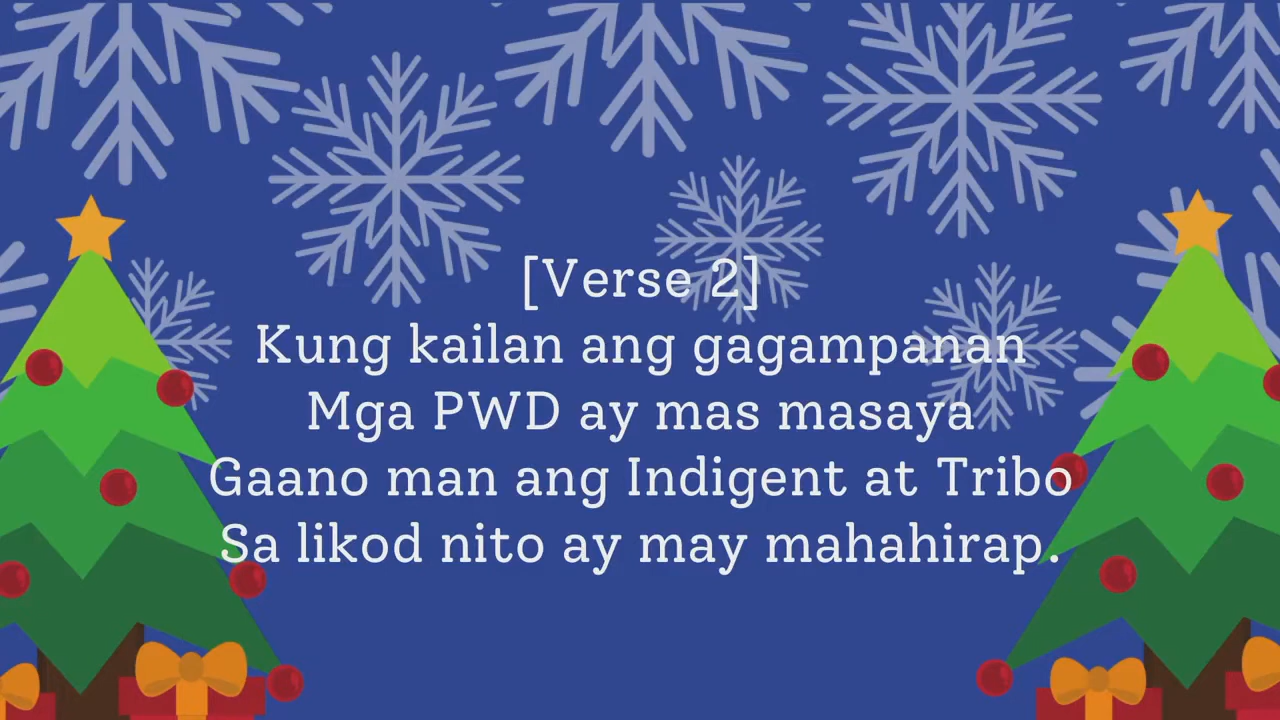 [Verse 2]
Kung kailan ang gagampanan
Mga PWD ay mas masaya
Gaano man ang Indigent at Tribo
Sa likod nito ay may mahahirap.